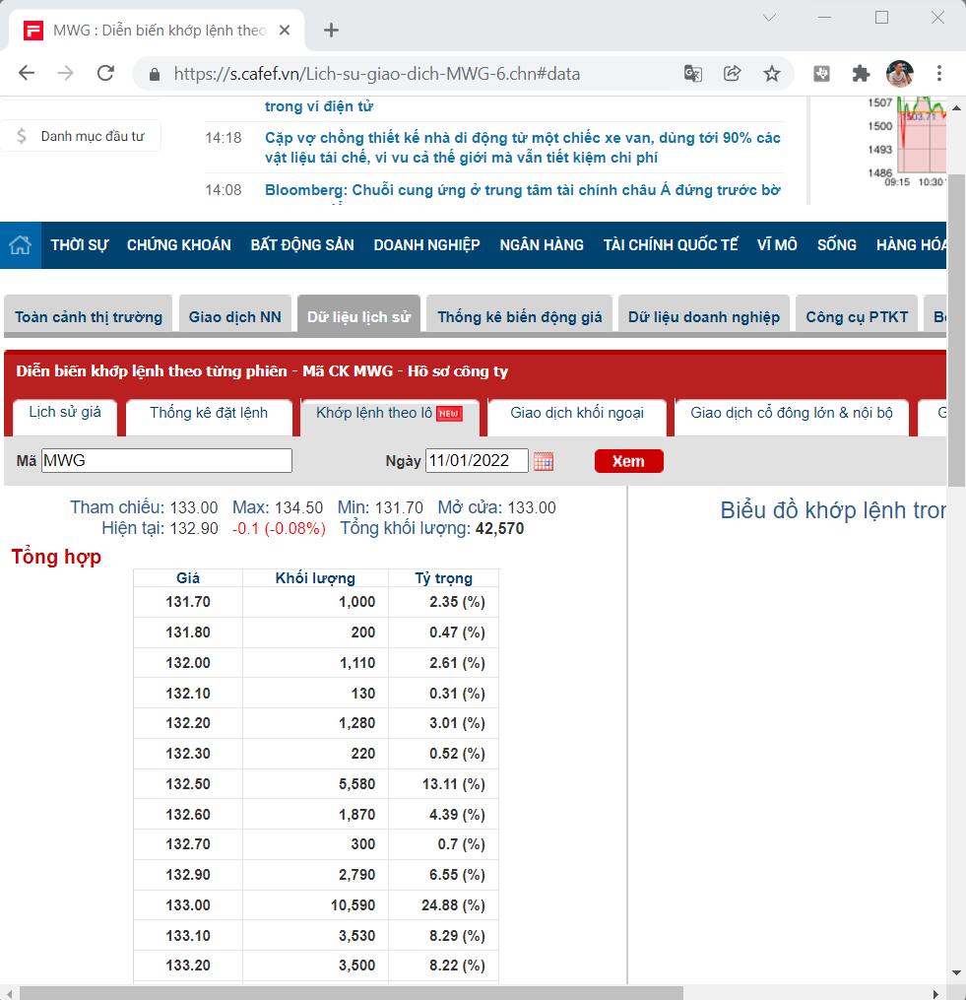 MWG : Diễn biến khớp lệnh theo
https://s.cafef.vn/Lich-su-giao-dich-MWG-6.chn#data
trong ví điện tử
$ Danh mục đầu tư
14:18 Cặp vợ chồng thiết kế nhà di động từ một chiếc xe van, dùng tới 90% các
vật liệu tái chế, vi vu cả thế giới mà vẫn tiết kiệm chi phí
14:08 Bloomberg: Chuỗi cung ứng ở trung tâm tài chính châu Á đứng trước bờ
1507
1503.71
1500
1493
1486
09:15 10:30
THỜI SỰ CHỨNG KHOÁN BẤT ĐỘNG SẢN DOANH NGHIỆP NGÂN HÀNG TÀI CHÍNH QUỐC TẾ VĨ MÔ SỐNG HÀNG HÓA
Toàn cảnh thị trường Giao dịch NN Dữ liệu lịch sử Thống kê biến động giá Dữ liệu doanh nghiệp Công cụ PTKT
Diễn biến khớp lệnh theo từng phiên - Mã CK MWG - Hồ sơ công ty
Lịch sử giá Thống kê đặt lệnh Khớp lệnh theo lô NEW Giao dịch khối ngoại Giao dịch cổ đông lớn & nội bộ G
Mã MWG Ngày 11/01/2022 Xem
Tham chiếu: 133.00 Max: 134.50 Min: 131.70 Mở cửa: 133.00
Hiện tại: 132.90 -0.1 (-0.08%) Tổng khối lượng: 42,570
Biểu đồ khớp lệnh tron
Tổng hợp
Giá Khối lượng Tỷ trọng
131.70 1,000 2.35 (%)
131.80 200 0.47 (%)
132.00 1,110 2.61 (%)
132.10 130 0.31 (%)
132.20 1,280 3.01 (%)
132.30 220 0.52 (%)
132.50 5,580 13.11 (%)
132.60 1,870 4.39 (%)
132.70 300 0.7 (%)
132.90 2,790 6.55 (%)
133.00 10,590 24.88 (%)
133.10 3,530 8.29 (%)
133.20 3,500 8.22 (%)